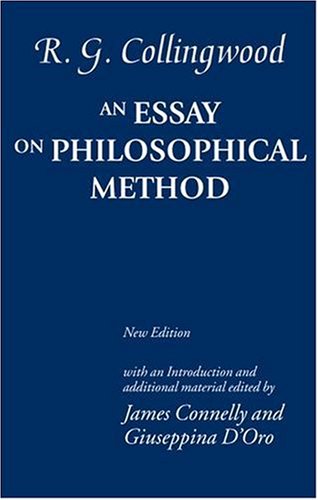 R. G. Collingwood
AN ESSAY
ON PHILOSOPHICAL
METHOD
New Edition
with an Introduction and
additional material edited by
James Connelly and
Giuseppina D'Oro